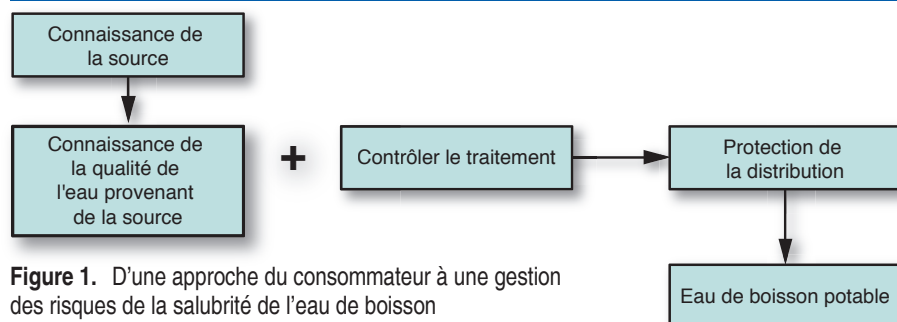 Connaissance de
la source
Connaissance de
la qualité de
l'eau provenant
de la source
+
Contrôler le traitement
Protection de
la distribution
Eau de boisson potable
Figure 1. D’une approche du consommateur à une gestion
des risques de la salubrité de l’eau de boisson